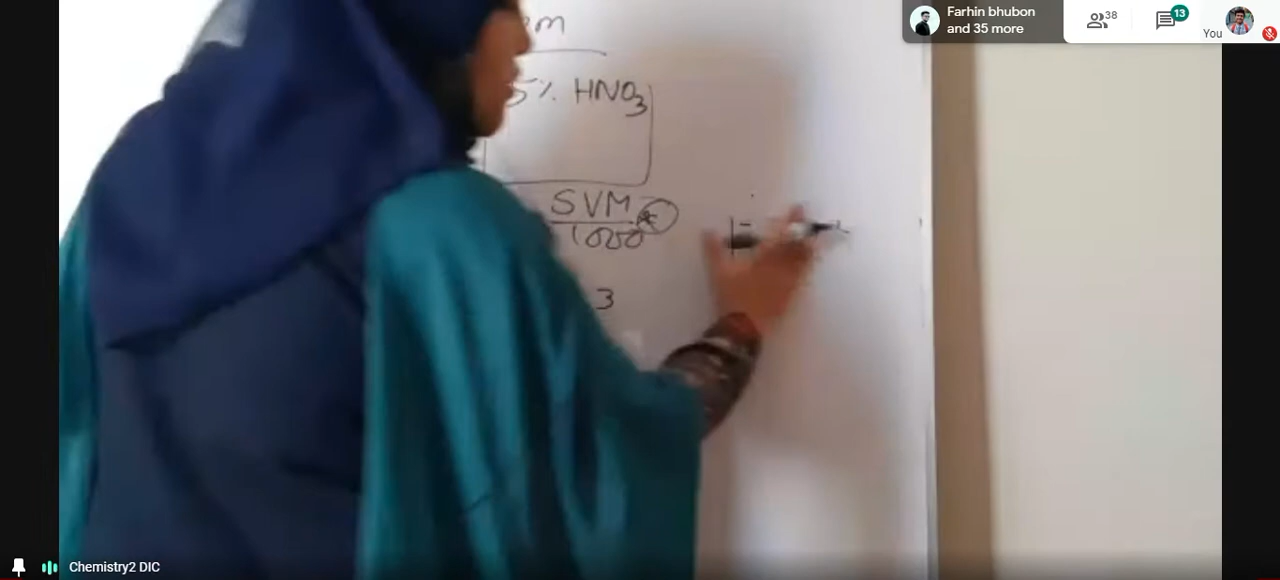 Farhin bhubon
and 35 more
38
13
You
m
5% HNO3
SVM
1000
3
Chemistry2 DIC